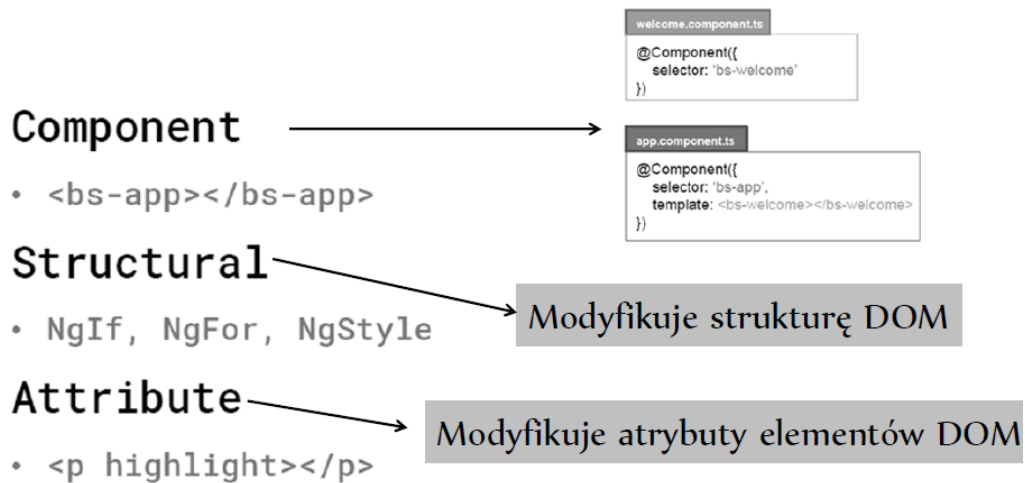 welcome.component.ts
@Component({
selector: 'bs-welcome'
})
Component
app.component.ts
@Component({
selector: 'bs-app',
template: <bs-welcome></bs-welcome>
})
• <bs-app></bs-app>
Structural
Modyfikuje strukturę DOM
• NgIf, NgFor, NgStyle
Attribute
Modyfikuje atrybuty elementów DOM
• <p highlight></p>